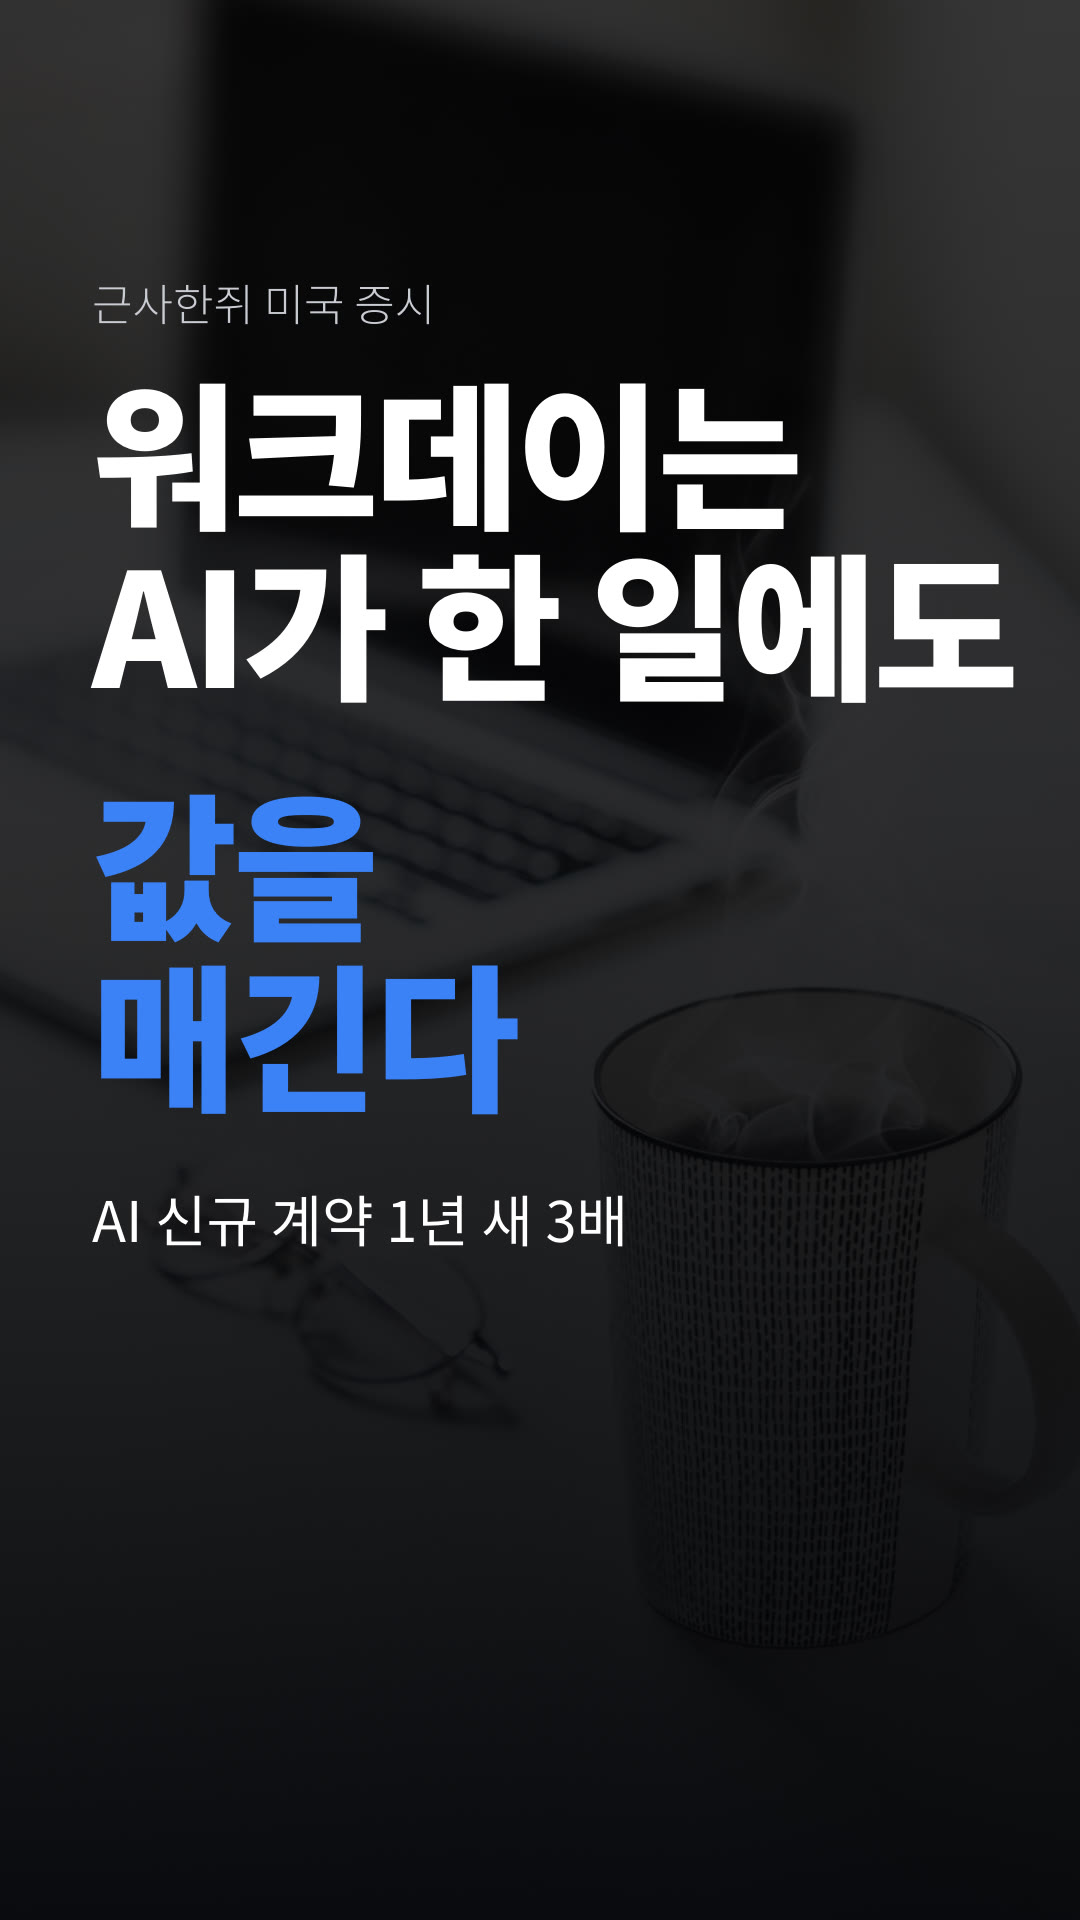 근사한쥐 미국 증시
워크데이는
AI가 한 일에도
값을
매긴다
AI 신규 계약 1년 새 3배